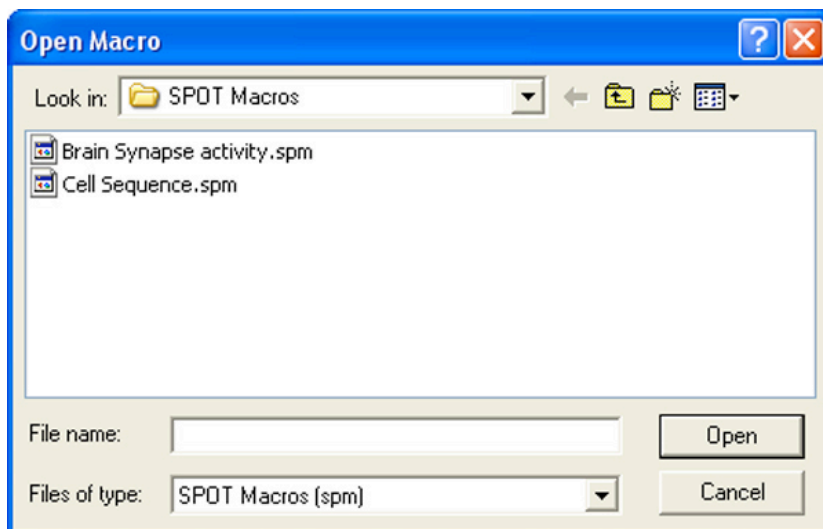 Open Macro
Look in: SPOT Macros
Brain Synapse activity.spm
Cell Sequence.spm
File name:
Open
Files of type: SPOT Macros (spm)
Cancel